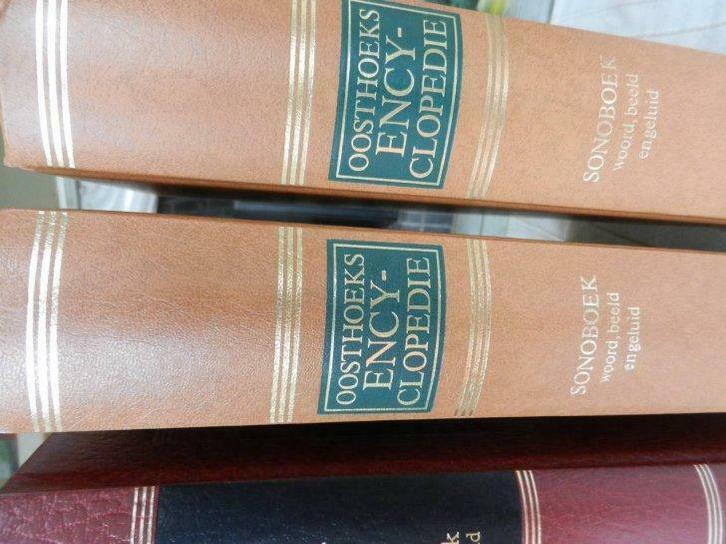 OOSTHOEKS
ENCY-
CLOPEDIE
SONOBOEK
woord, beeld
en geluid
OOSTHOEKS
ENCY-
CLOPEDIE
SONOBOEK
woord, beeld
en geluid
k
d